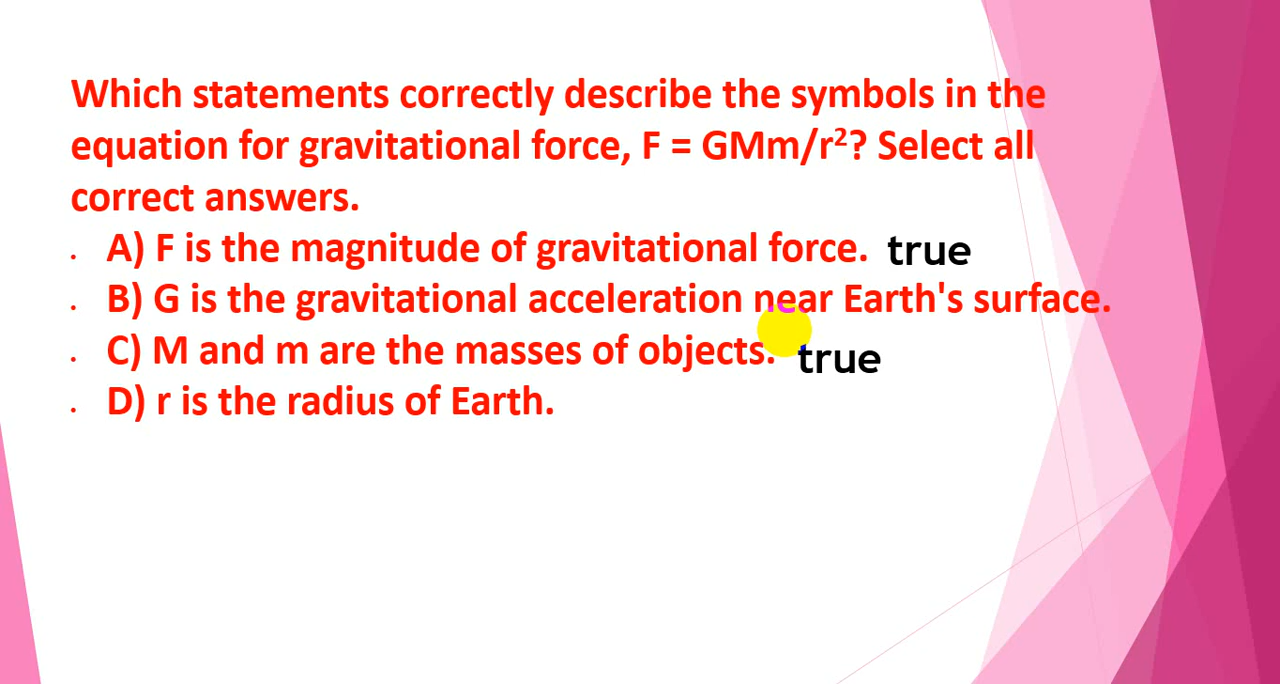 Which statements correctly describe the symbols in the
equation for gravitational force, F = GMm/r²? Select all
correct answers.
. A) F is the magnitude of gravitational force. true
. B) G is the gravitational acceleration near Earth's surface.
. C) M and m are the masses of objects. true
. D) r is the radius of Earth.